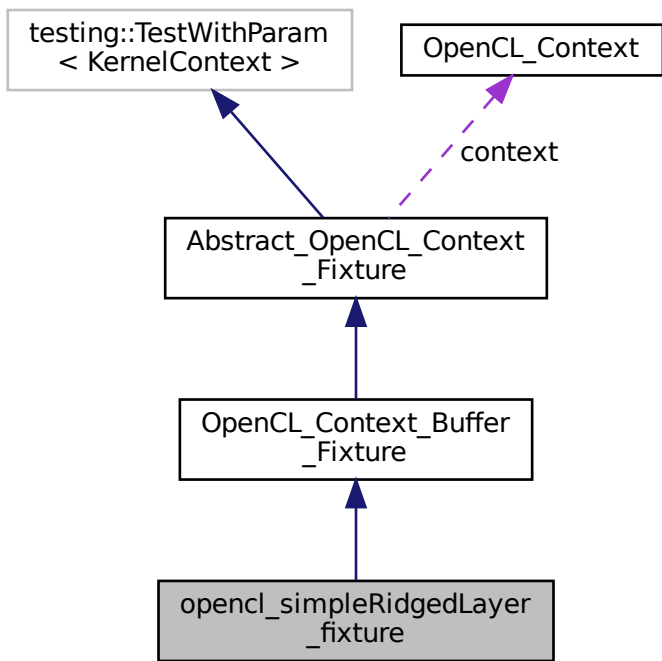 testing::TestWithParam
< KernelContext >
OpenCL_Context
context
Abstract_OpenCL_Context
_Fixture
OpenCL_Context_Buffer
_Fixture
opencl_simpleRidgedLayer
_fixture